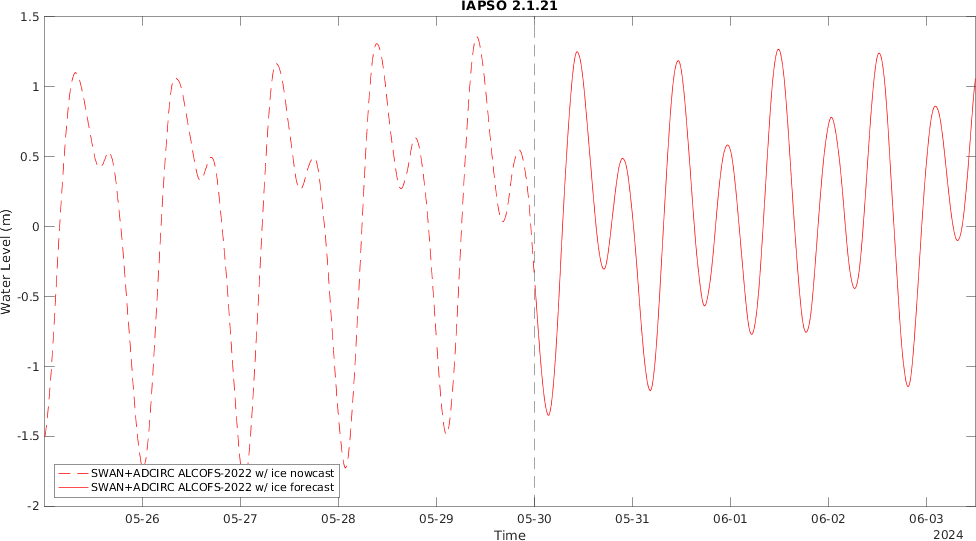 IAPSO 2.1.21
1.5
1
0.5
0
-0.5
-1
-1.5
-2
Water Level (m)
SWAN+ADCIRC ALCOFS-2022 w/ ice nowcast
SWAN+ADCIRC ALCOFS-2022 w/ ice forecast
05-26 05-27 05-28 05-29 05-30 05-31 06-01 06-02 06-03
Time
2024